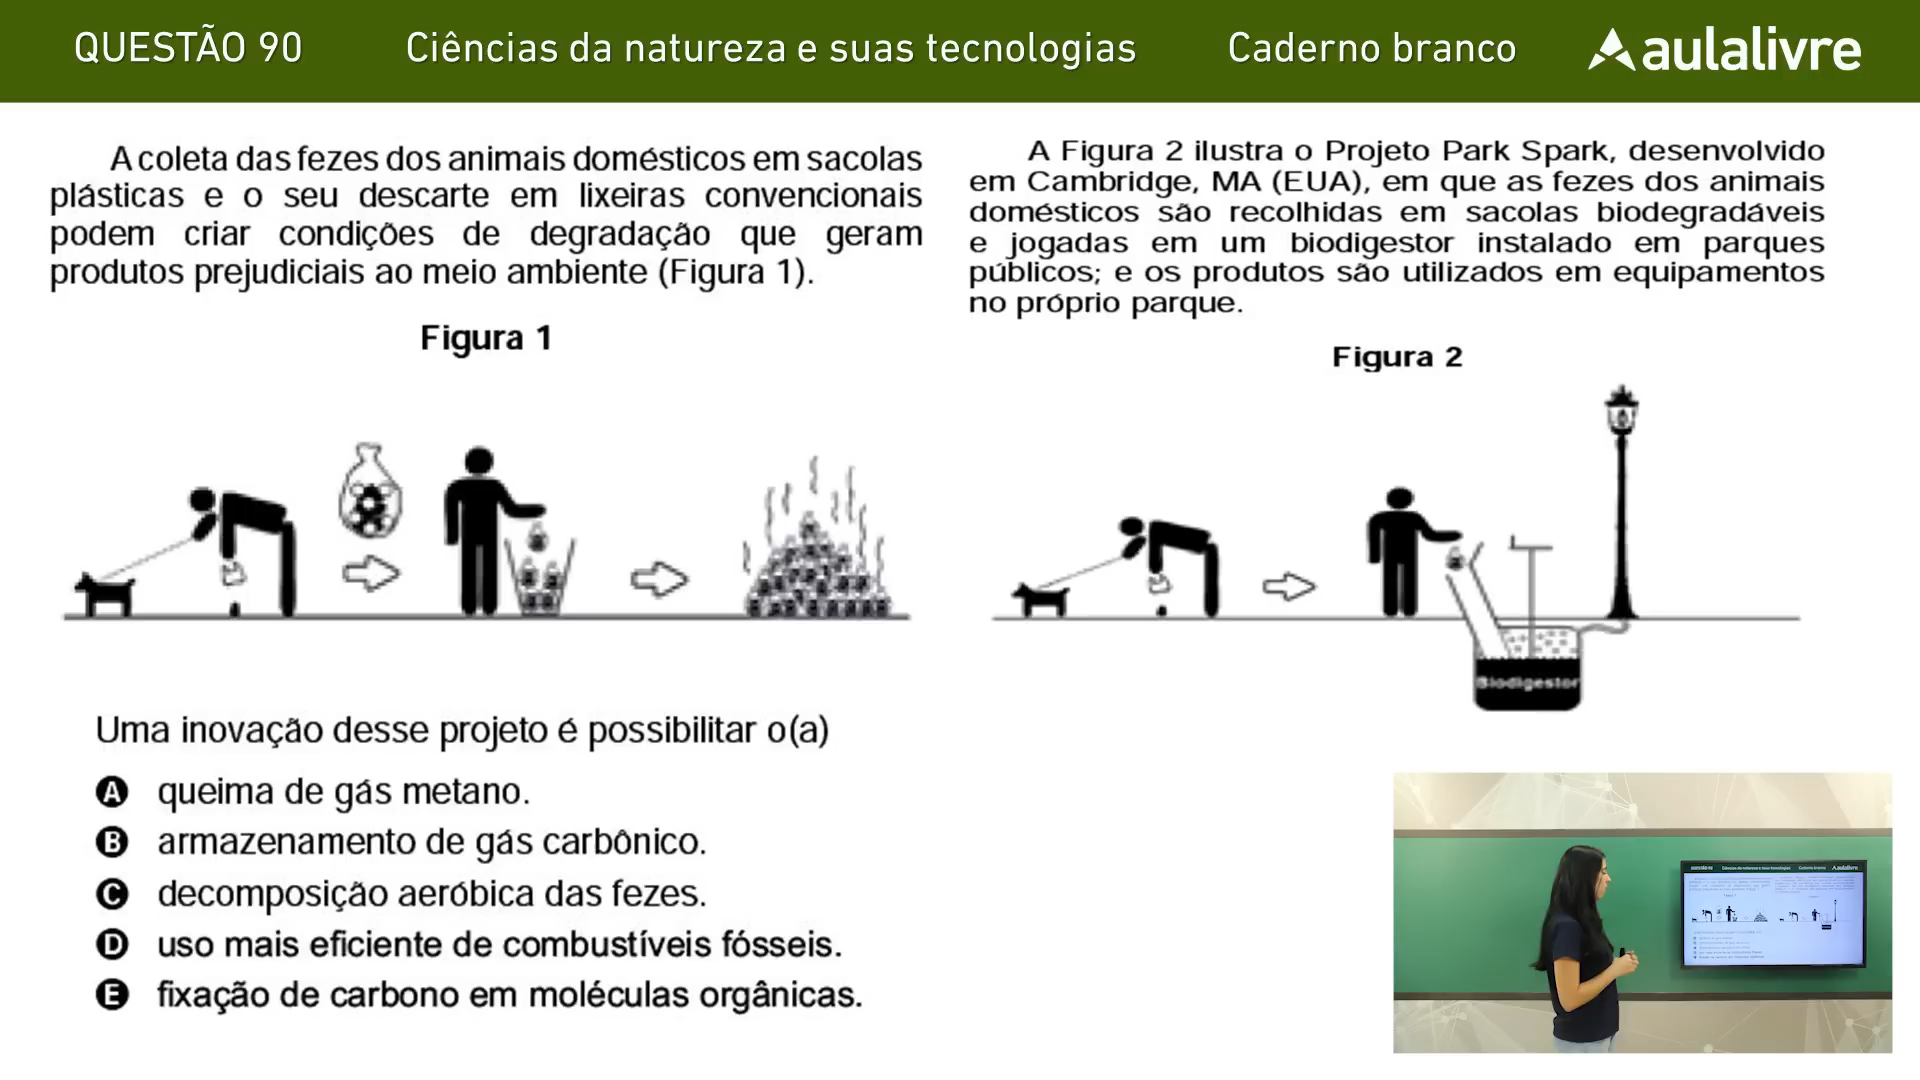 QUESTÃO 90
Ciências da natureza e suas tecnologias
Caderno branco
aulalivre
A coleta das fezes dos animais domésticos em sacolas
plásticas e o seu descarte em lixeiras convencionais
podem criar condições de degradação que geram
produtos prejudiciais ao meio ambiente (Figura 1).
Figura 1
A Figura 2 ilustra o Projeto Park Spark, desenvolvido
em Cambridge, MA (EUA), em que as fezes dos animais
domésticos são recolhidas em sacolas biodegradáveis
e jogadas em um biodigestor instalado em parques
públicos; e os produtos são utilizados em equipamentos
no próprio parque.
Figura 2
Biodigestor
Uma inovação desse projeto é possibilitar o(a)
A queima de gás metano.
B armazenamento de gás carbônico.
C decomposição aeróbica das fezes.
D uso mais eficiente de combustíveis fósseis.
E fixação de carbono em moléculas orgânicas.